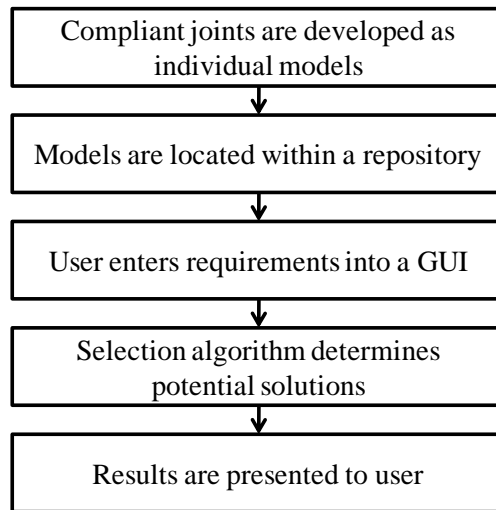 Compliant joints are developed as
individual models
Models are located within a repository
User enters requirements into a GUI
Selection algorithm determines
potential solutions
Results are presented to user